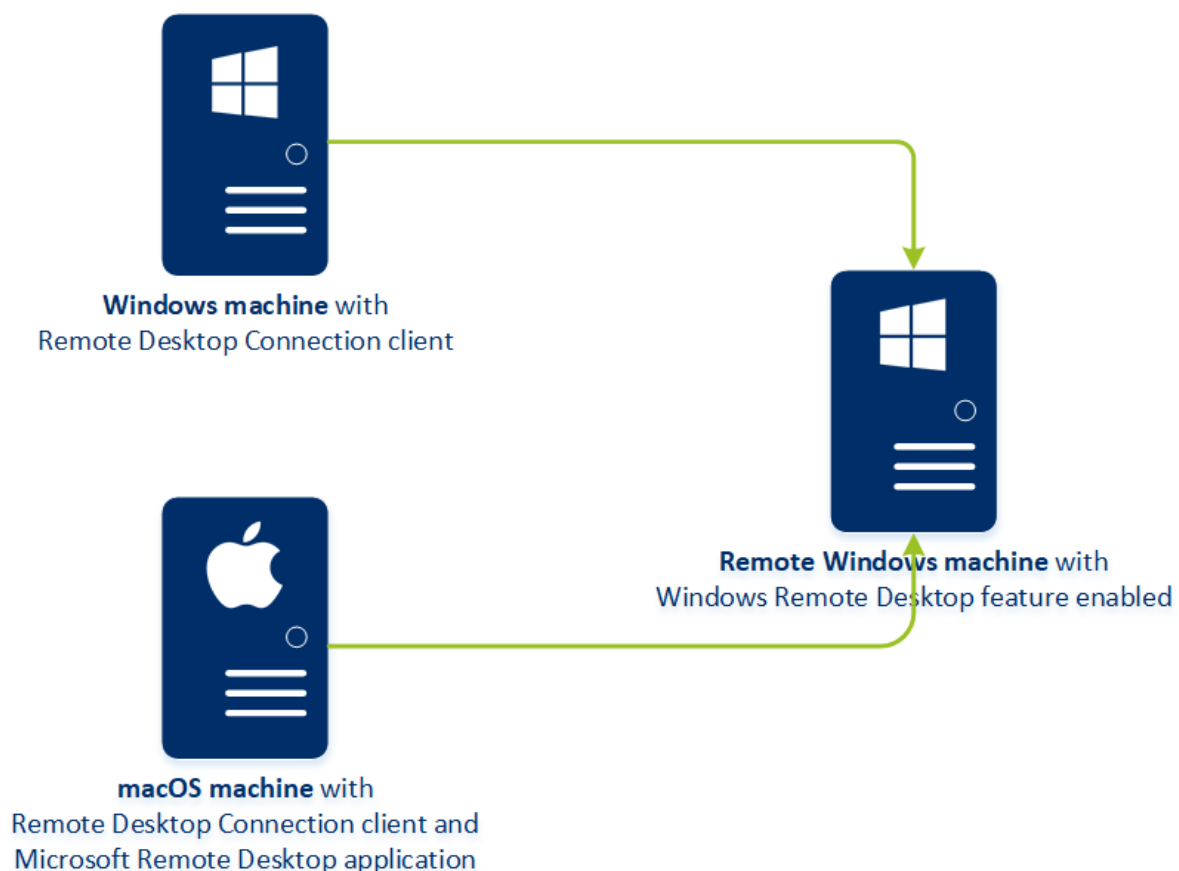 Windows machine with
Remote Desktop Connection client
Remote Windows machine with
Windows Remote Desktop feature enabled
macOS machine with
Remote Desktop Connection client and
Microsoft Remote Desktop application